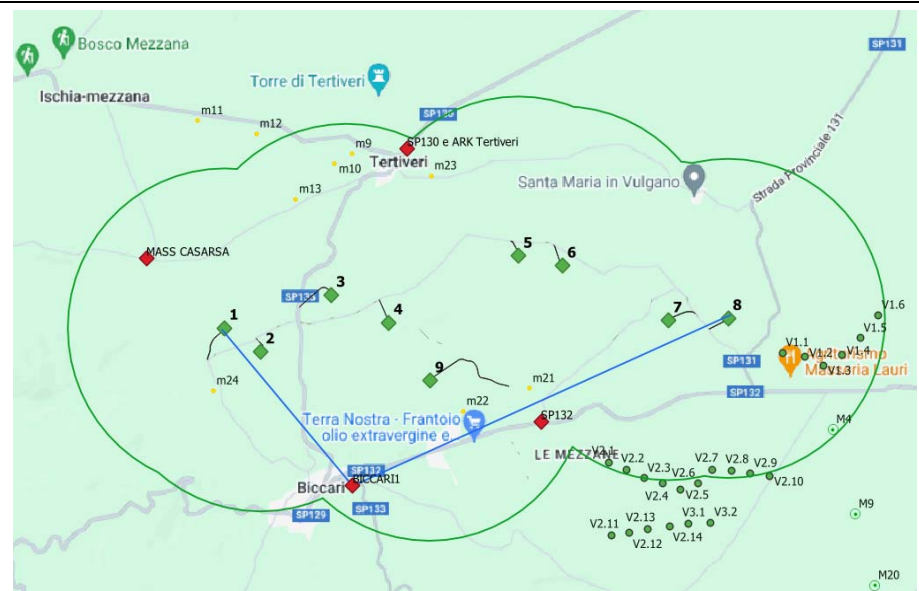 Bosco Mezzana
SP131
Torre di Tertiveri
Ischia-mezzana
m11
SP130
m12
Strada Provinciale 131
SP130 e ARK Tertiveri
m9
m10
Tertiveri
m23
Santa Maria in Vulgano
m13
5
MASS CASARSA
6
3
SP133
1
4
7
8
V1.6
2
V1.5
V1.1
V1.2
V1.4
Agriturismo
SP131
V1.3
Masseria Lauri
9
m24
m21
SP132
m22
SP132
Terra Nostra - Frantoio
olio extravergine e.
M4
LE MEZZANE
V2.1
V2.2
V2.7
V2.8
V2.9
V2.3
V2.6
V2.10
SP132
BICCARI1
Biccari
V2.4
V2.5
SP129
SP133
M9
V2.11
V2.13
V3.1
V3.2
V2.12
V2.14
M20